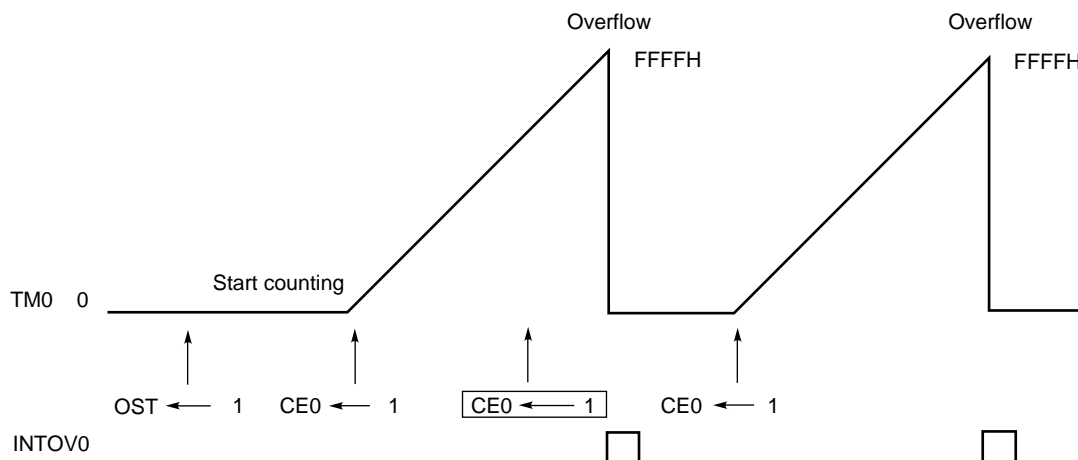 Overflow Overflow
FFFFH FFFFH
Start counting
TM0 0
OST ← 1 CE0 ← 1 CE0 ← 1 CE0 ← 1
INTOV0